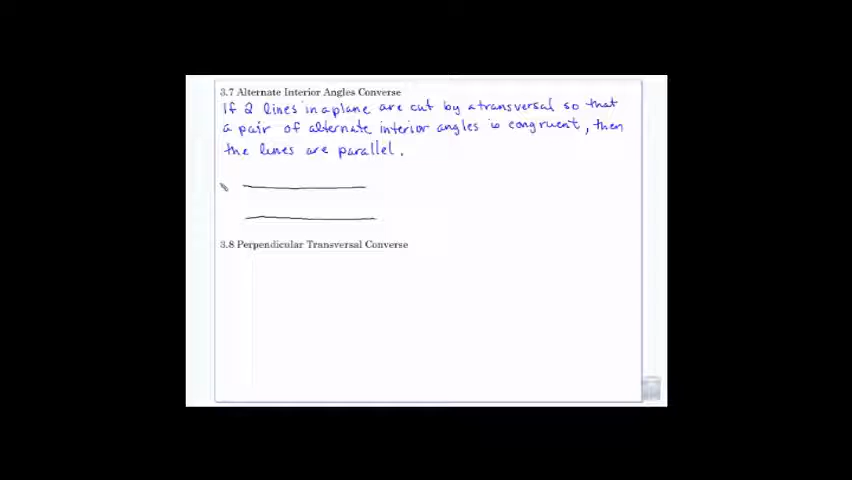 3.7 Alternate Interior Angles Converse
If 2 lines in a plane are cut by a transversal so that
a pair of alternate interior angles is congruent, then
the lines are parallel.
3.8 Perpendicular Transversal Converse